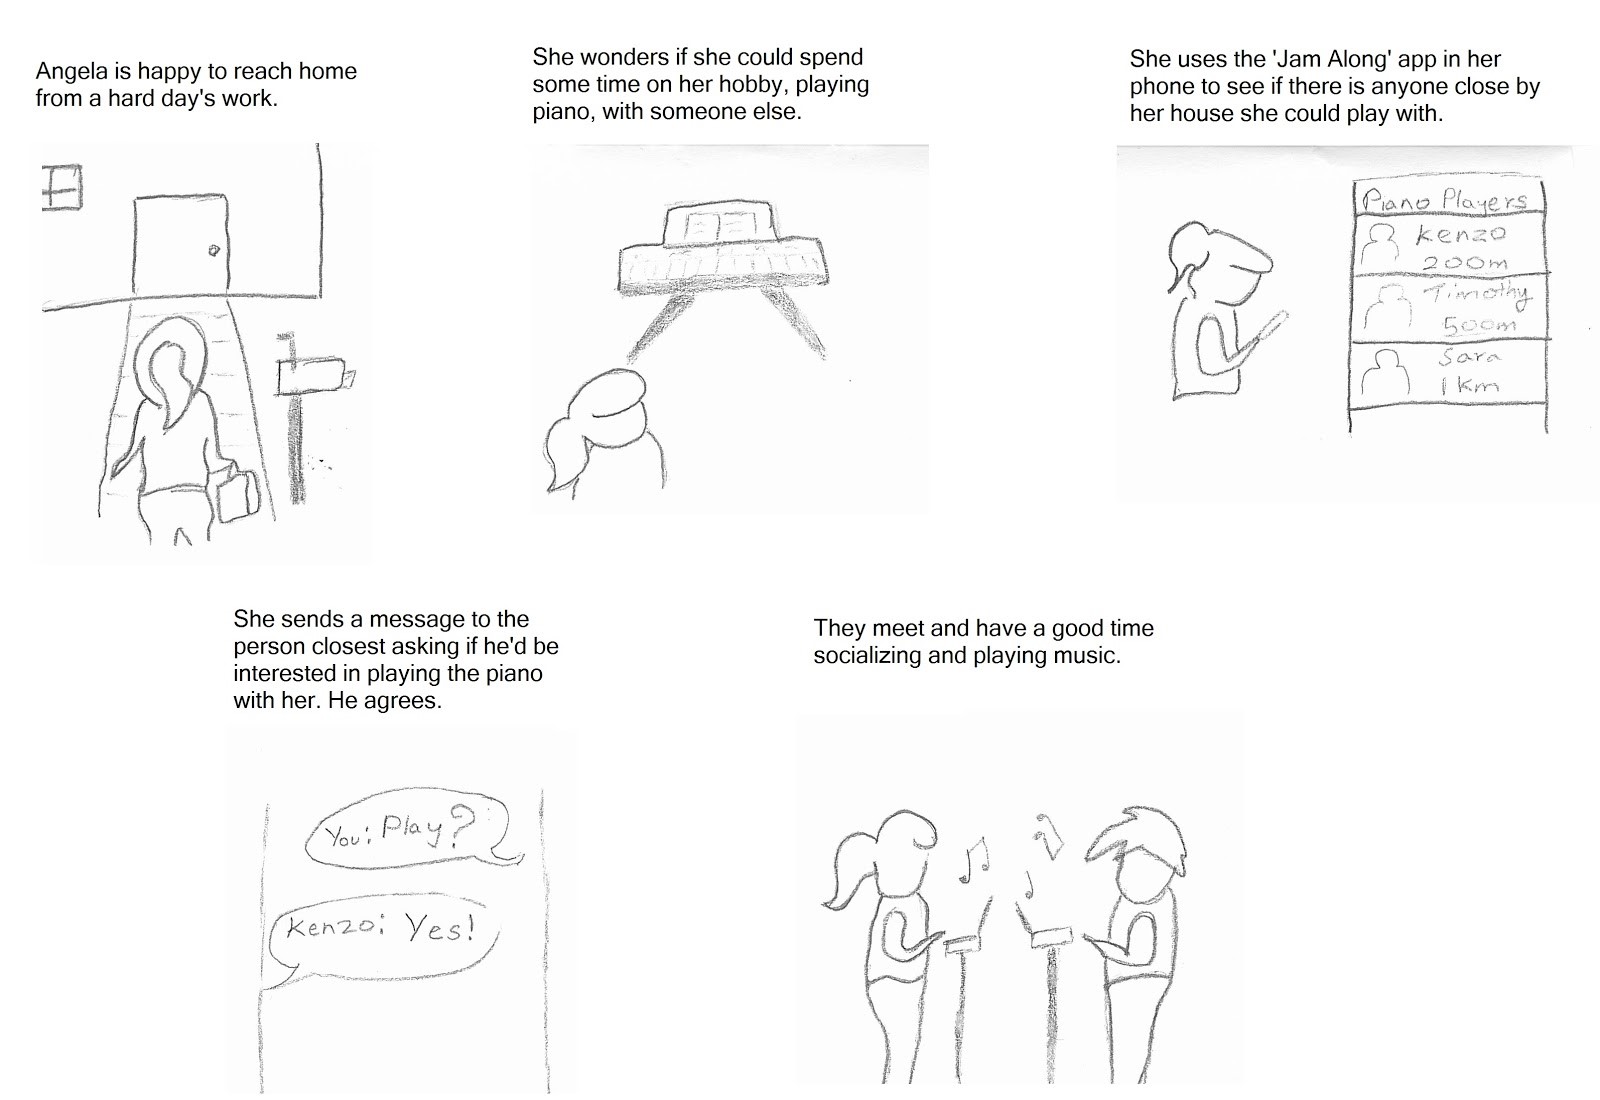 Angela is happy to reach home
from a hard day's work.
She wonders if she could spend
some time on her hobby, playing
piano, with someone else.
She uses the 'Jam Along' app in her
phone to see if there is anyone close by
her house she could play with.
Piano Players
Kenzo
200m
Timothy
500m
Sara
1km
She sends a message to the
person closest asking if he'd be
interested in playing the piano
with her. He agrees.
You: Play?
Kenzo: Yes!
They meet and have a good time
socializing and playing music.